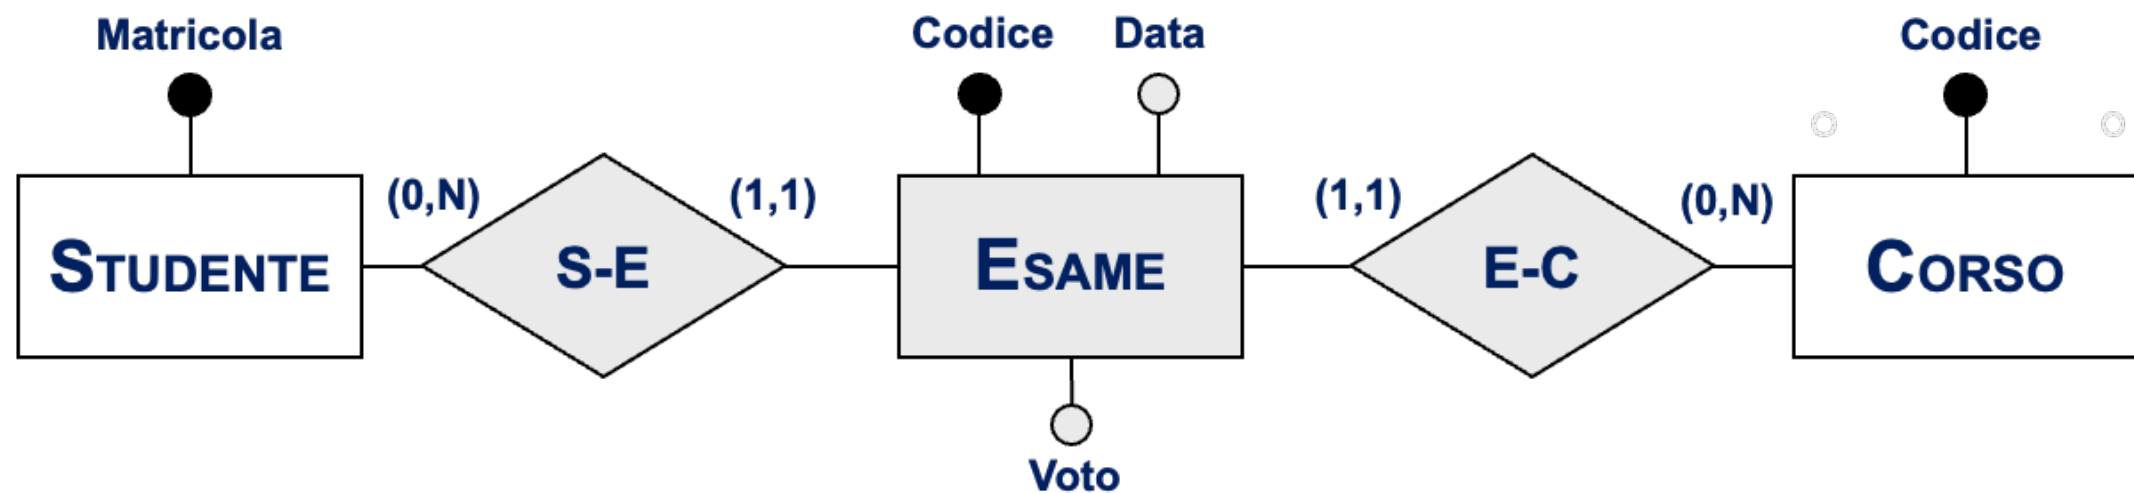 Matricola
Codice
Data
Codice
(0,N)
(1,1)
(1,1)
(0,N)
STUDENTE
S-E
ESAME
E-C
CORSO
Voto